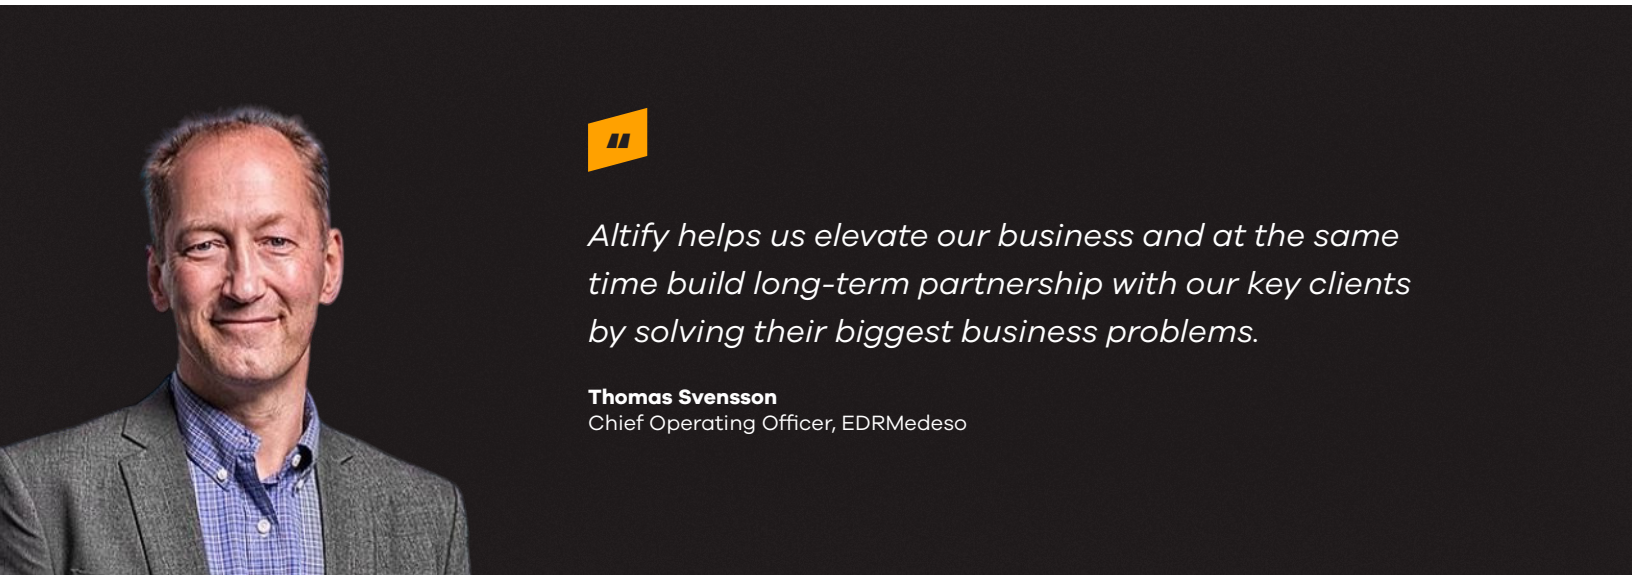 “
Altify helps us elevate our business and at the same
time build long-term partnership with our key clients
by solving their biggest business problems.
Thomas Svensson
Chief Operating Officer, EDRMedeso